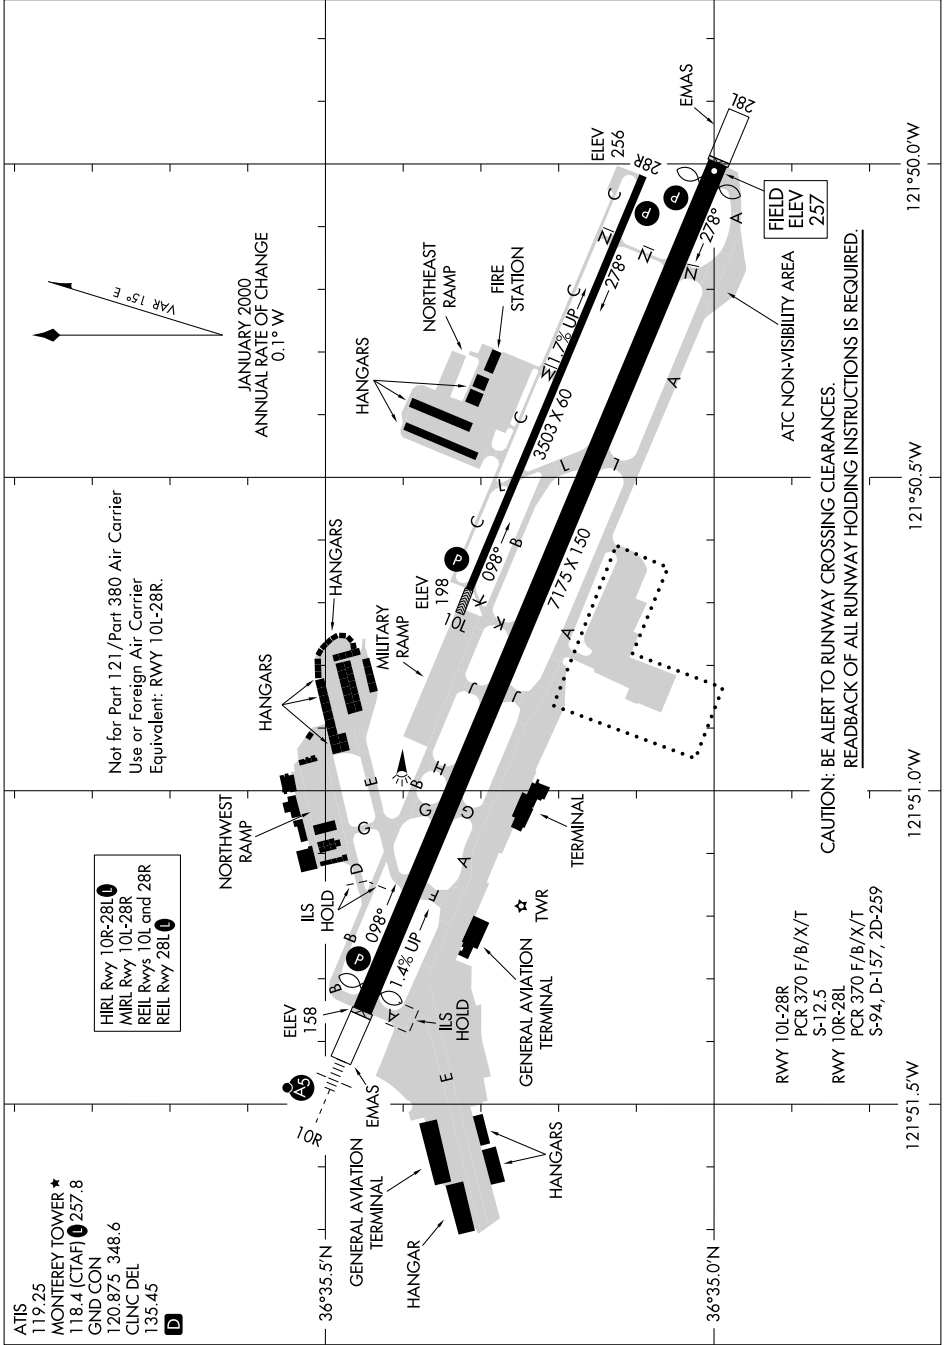 ATIS
119.25
MONTEREY TOWER ★
118.4 (CTAF) L 257.8
GND CON
120.875 348.6
CLNC DEL
135.45
D
HIRL Rwy 10R-28L L
MIRL Rwy 10L-28R
REIL Rwys 10L and 28R
REIL Rwy 28L L
Not for Part 121/Part 380 Air Carrier
Use or Foreign Air Carrier
Equivalent: RWY 10L-28R.
VAR 15° E
JANUARY 2000
ANNUAL RATE OF CHANGE
0.1° W
NORTHWEST
RAMP
HANGARS
HANGARS
MILITARY
RAMP
HANGARS
NORTHEAST
RAMP
FIRE
STATION
36°35.5'N
10R
A5
EMAS
ELEV
158
ILS
HOLD
ILS
HOLD
P
B
B
D
G
E
B
H
G
G
A
F
A
E
098°
1.4% UP
J
J
K
K
10L
ELEV
198
P
098°
B
C
L
L
L
C
3503 X 60
M
1.7% UP
C
278°
N
C
28R
ELEV
256
P
P
N
N
278°
A
A
A
7175 X 150
EMAS
28L
FIELD
ELEV
257
ATC NON-VISIBILITY AREA
GENERAL AVIATION
TERMINAL
HANGAR
HANGARS
GENERAL AVIATION
TERMINAL
TWR
TERMINAL
36°35.0'N
CAUTION: BE ALERT TO RUNWAY CROSSING CLEARANCES.
READBACK OF ALL RUNWAY HOLDING INSTRUCTIONS IS REQUIRED.
RWY 10L-28R
PCR 370 F/B/X/T
S-12.5
RWY 10R-28L
PCR 370 F/B/X/T
S-94, D-157, 2D-259
121°51.5'W
121°51.0'W
121°50.5'W
121°50.0'W